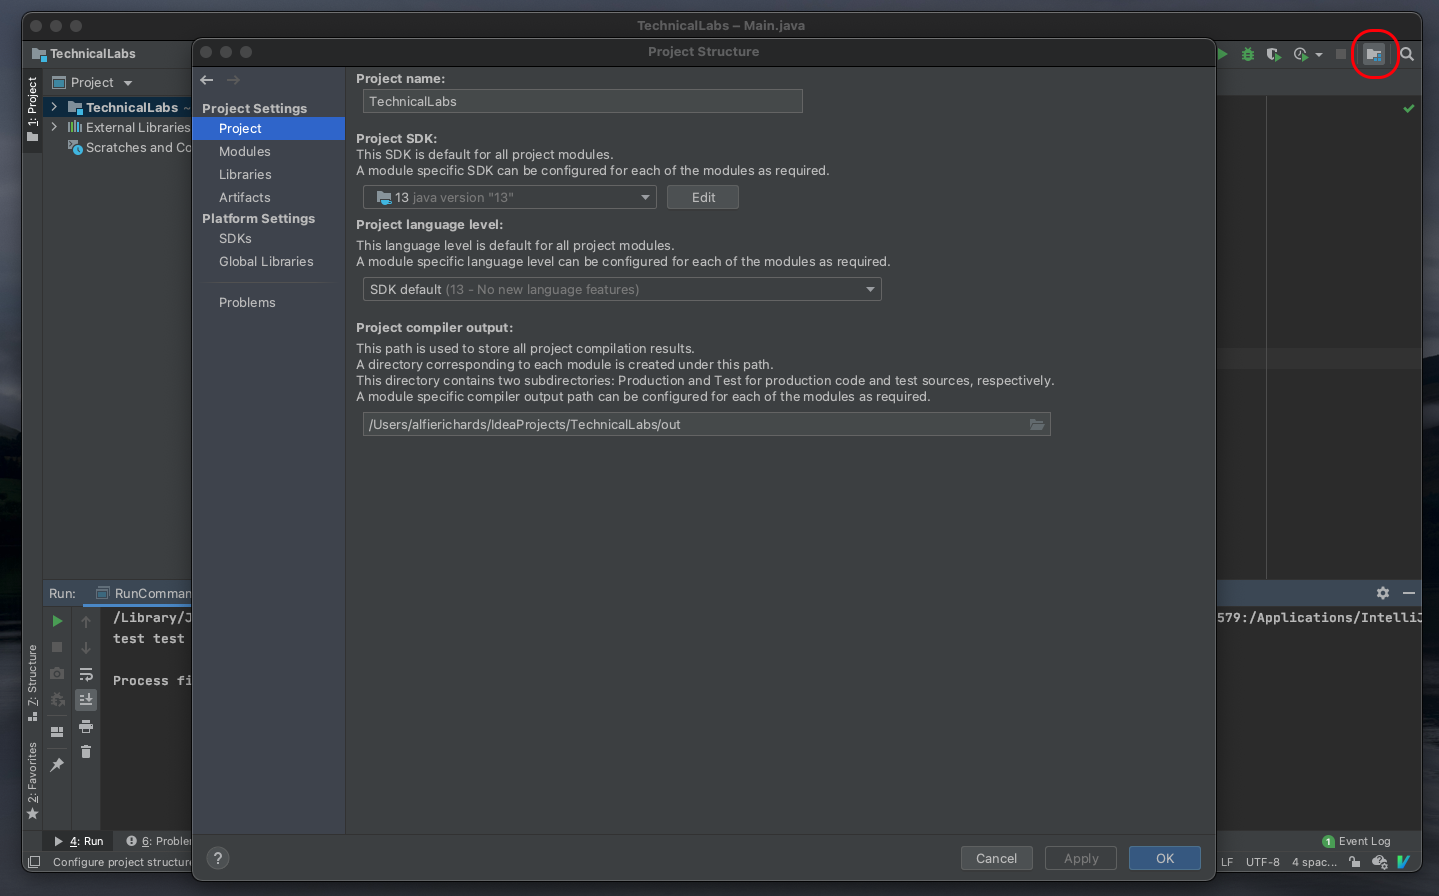 TechnicalLabs – Main.java
TechnicalLabs
Project Structure
1: Project
Project
TechnicalLabs ~
External Libraries
Scratches and Co
Project Settings
Project
Modules
Libraries
Artifacts
Platform Settings
SDKs
Global Libraries
Problems
Project name:
TechnicalLabs
Project SDK:
This SDK is default for all project modules.
A module specific SDK can be configured for each of the modules as required.
13 java version "13"
Edit
Project language level:
This language level is default for all project modules.
A module specific language level can be configured for each of the modules as required.
SDK default (13 - No new language features)
Project compiler output:
This path is used to store all project compilation results.
A directory corresponding to each module is created under this path.
This directory contains two subdirectories: Production and Test for production code and test sources, respectively.
A module specific compiler output path can be configured for each of the modules as required.
/Users/alfierichards/IdeaProjects/TechnicalLabs/out
Run:
RunComman
/Library/J
579:/Applications/IntelliJ
test test
Process fi
Z: Structure
2: Favorites
4: Run
6: Problem
1 Event Log
?
Cancel
Apply
OK
Configure project structure
LF
UTF-8
4 spac...